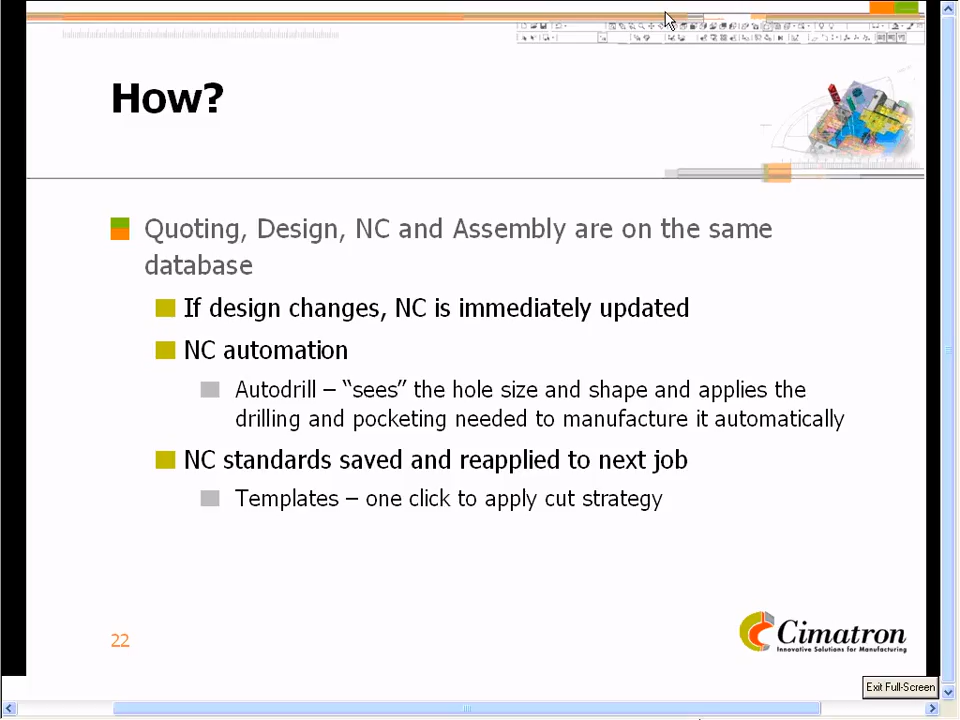 How?
Quoting, Design, NC and Assembly are on the same
database
If design changes, NC is immediately updated
NC automation
Autodrill – “sees” the hole size and shape and applies the
drilling and pocketing needed to manufacture it automatically
NC standards saved and reapplied to next job
Templates – one click to apply cut strategy
22
Cimatron
Innovative Solutions for Manufacturing
Exit Full-Screen